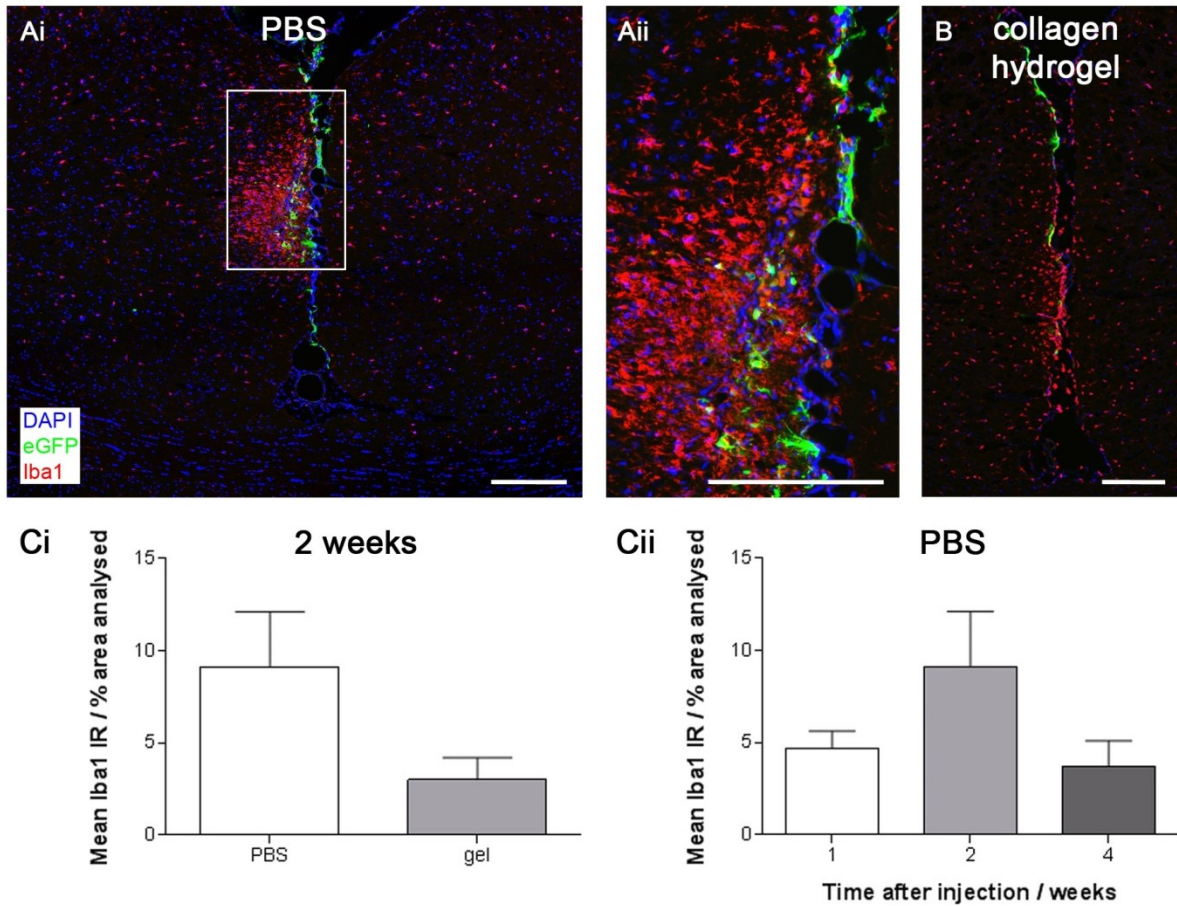 Ai
PBS
Aii
B
collagen
hydrogel
DAPI
eGFP
Iba1
Ci
2 weeks
Mean Iba1 IR / % area analysed
15
10
5
0
PBS
gel
Cii
PBS
Mean Iba1 IR / % area analysed
15
10
5
0
1
2
4
Time after injection / weeks